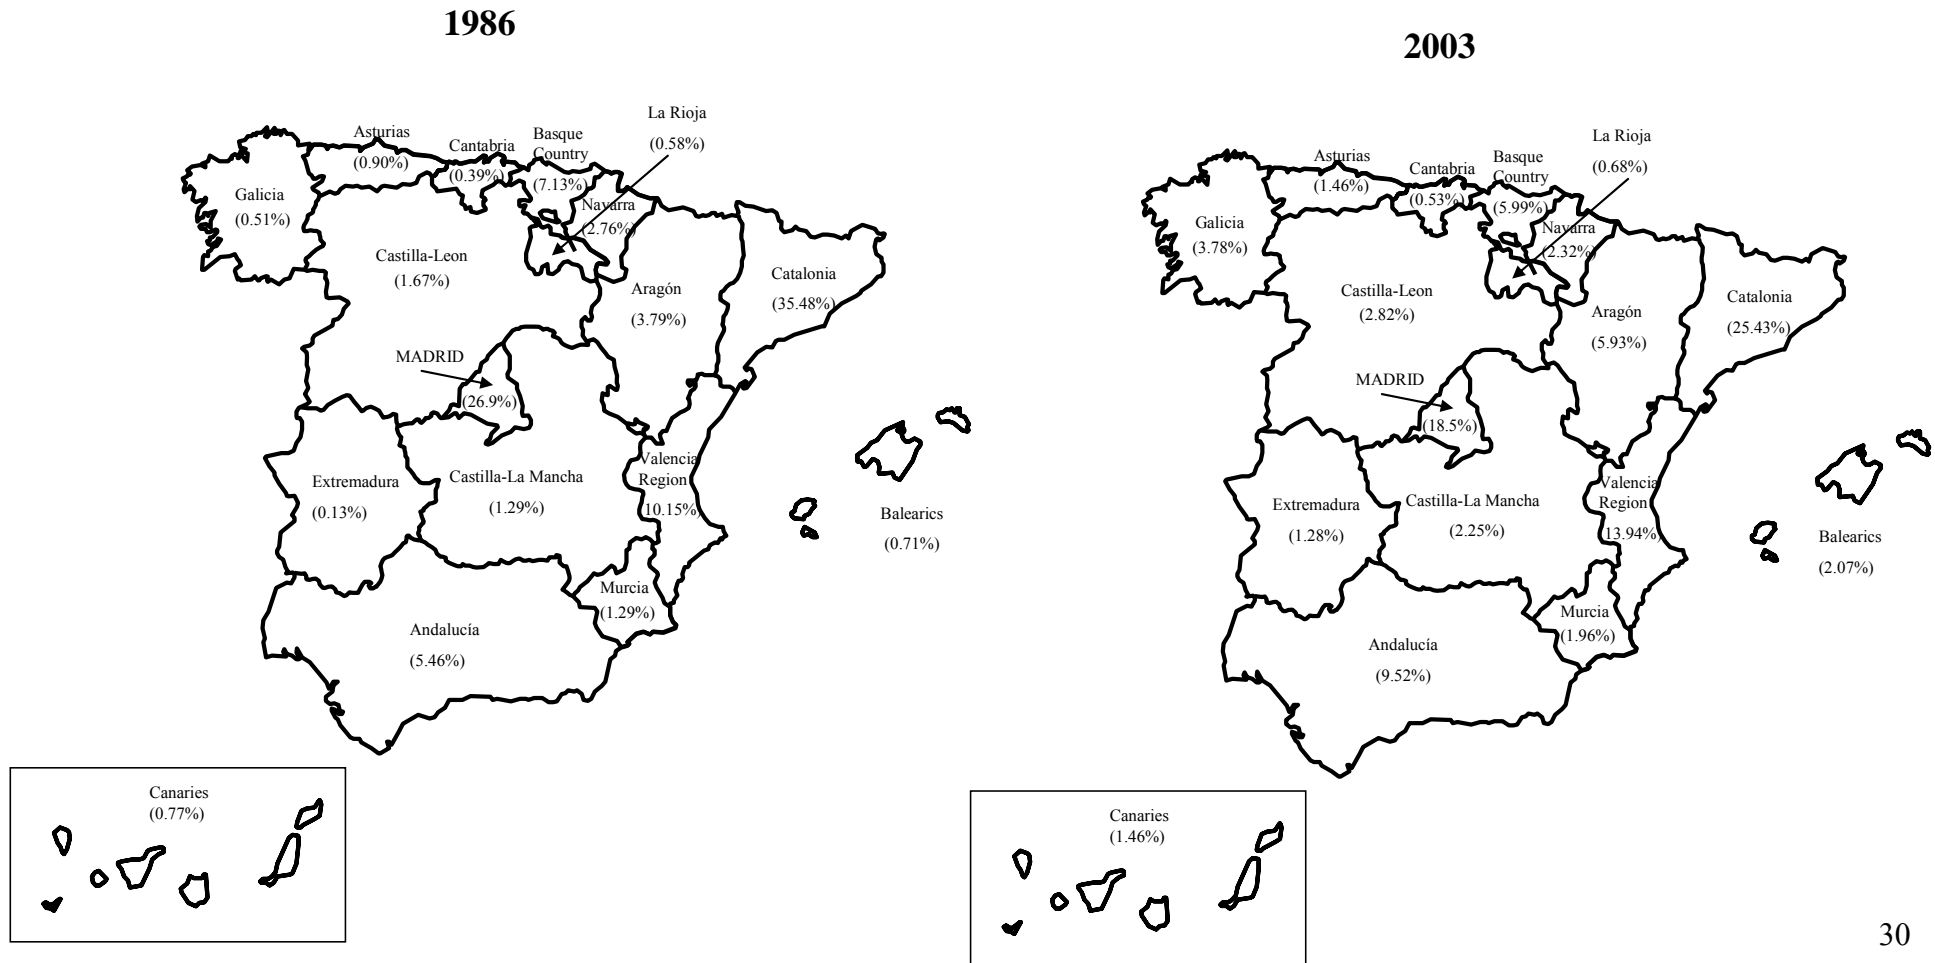 1986
La Rioja
(0.58%)
Asturias
(0.90%)
Cantabria
(0.39%)
Basque
Country
(7.13%)
Navarra
(2.76%)
Galicia
(0.51%)
Castilla-Leon
(1.67%)
Aragón
(3.79%)
Catalonia
(35.48%)
MADRID
(26.9%)
Extremadura
(0.13%)
Castilla-La Mancha
(1.29%)
Valencia
Region
10.15%)
Balearics
(0.71%)
Murcia
(1.29%)
Andalucía
(5.46%)
Canaries
(0.77%)
2003
La Rioja
(0.68%)
Asturias
(1.46%)
Cantabria
(0.53%)
Basque
Country
(5.99%)
Navarra
(2.32%)
Galicia
(3.78%)
Castilla-Leon
(2.82%)
Aragón
(5.93%)
Catalonia
(25.43%)
MADRID
(18.5%)
Extremadura
(1.28%)
Castilla-La Mancha
(2.25%)
Valencia
Region
(13.94%)
Balearics
(2.07%)
Murcia
(1.96%)
Andalucía
(9.52%)
Canaries
(1.46%)
30